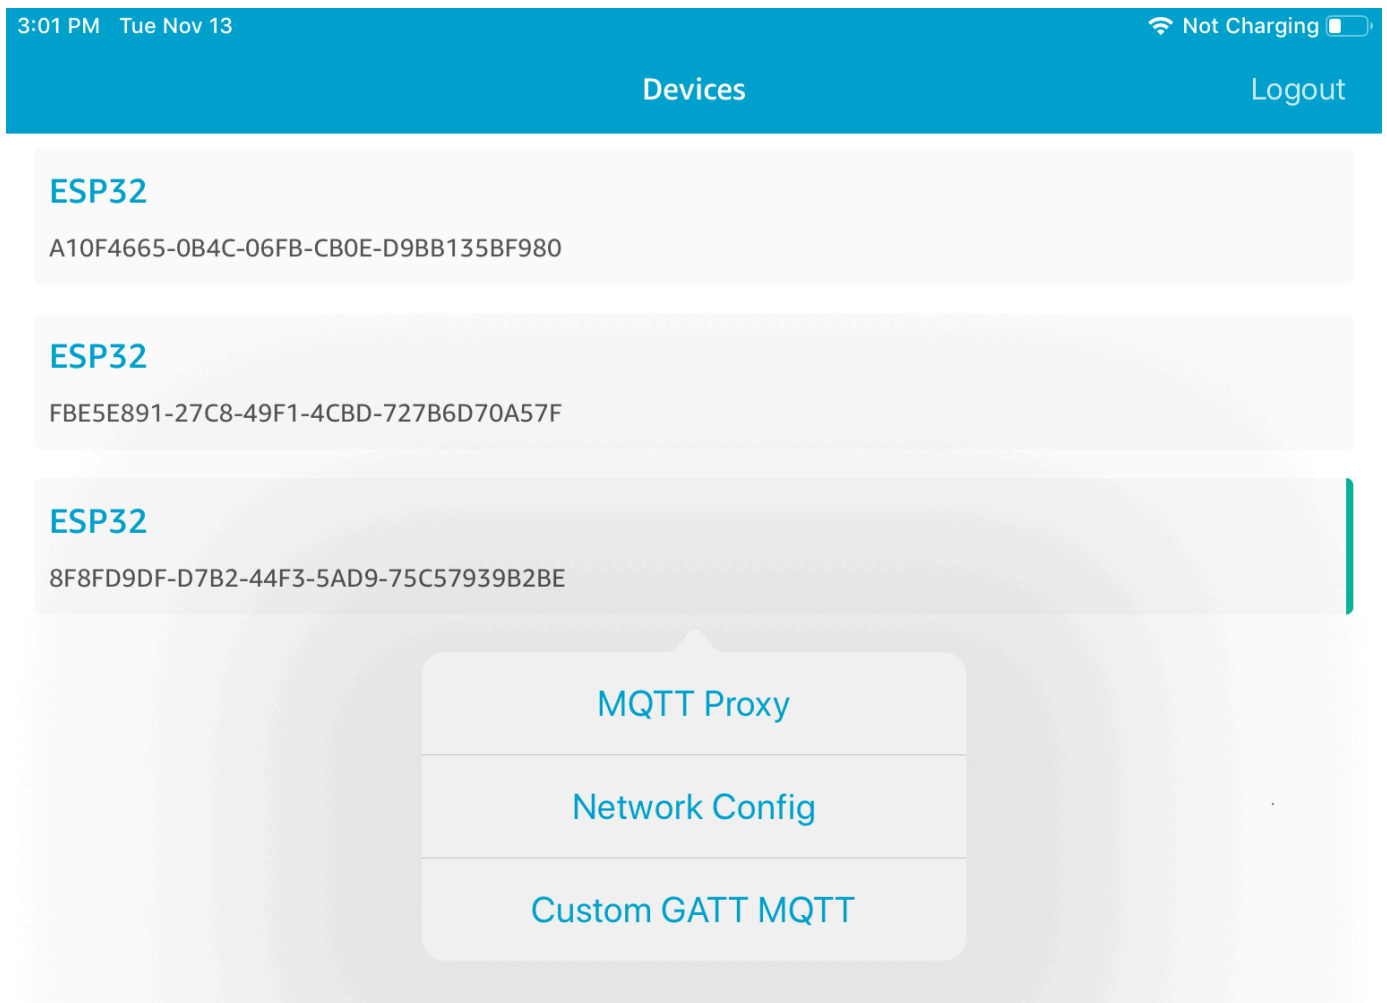 3:01 PM Tue Nov 13 Not Charging
Devices Logout
ESP32
A10F4665-0B4C-06FB-CB0E-D9BB135BF980
ESP32
FBE5E891-27C8-49F1-4CBD-727B6D70A57F
ESP32
8F8FD9DF-D7B2-44F3-5AD9-75C57939B2BE
MQTT Proxy
Network Config
Custom GATT MQTT